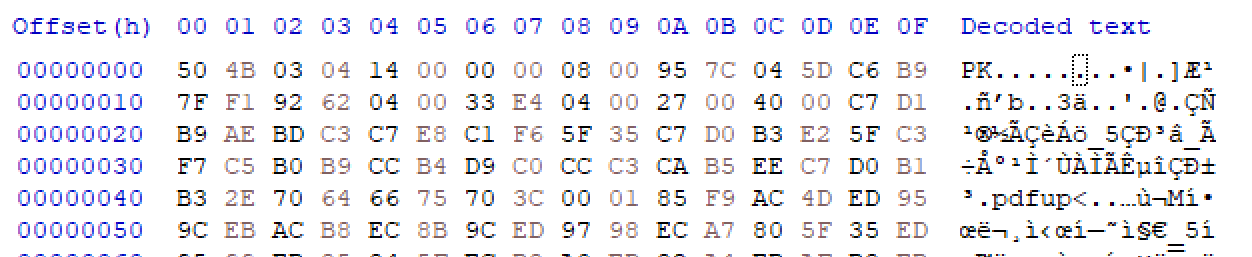 Offset(h) 00 01 02 03 04 05 06 07 08 09 0A 0B 0C 0D 0E 0F Decoded text
00000000 50 4B 03 04 14 00 00 00 08 00 95 7C 04 5D C6 B9 PK........•|.]Æ¹
00000010 7F F1 92 62 04 00 33 E4 04 00 27 00 40 00 C7 D1 .ñ’b..3ä..'.@.ÇÑ
00000020 B9 AE BD C3 C7 E8 C1 F6 5F 35 C7 D0 B3 E2 5F C3 ¹®½ÃÇèÁö_5ÇÐ³â_Ã
00000030 F7 C5 B0 B9 CC B4 D9 C0 CC C3 CA B5 EE C7 D0 B1 ÷Å°¹Ì´ÙÀÌÃÊµîÇÐ±
00000040 B3 2E 70 64 66 75 70 3C 00 01 85 F9 AC 4D ED 95 ³.pdfup<..…ù¬Mí•
00000050 9C EB AC B8 EC 8B 9C ED 97 98 EC A7 80 5F 35 ED œë¬¸ì‹œí—˜ì§€_5í